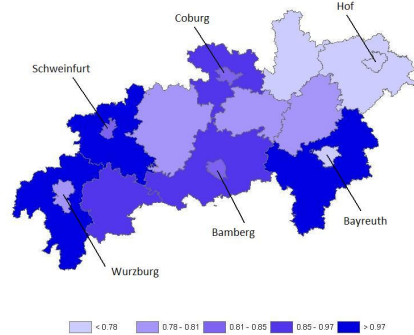 Hof
Coburg
Schweinfurt
Bayreuth
Bamberg
Wurzburg
< 0.78 0.78 - 0.81 0.81 - 0.85 0.85 - 0.97 > 0.97